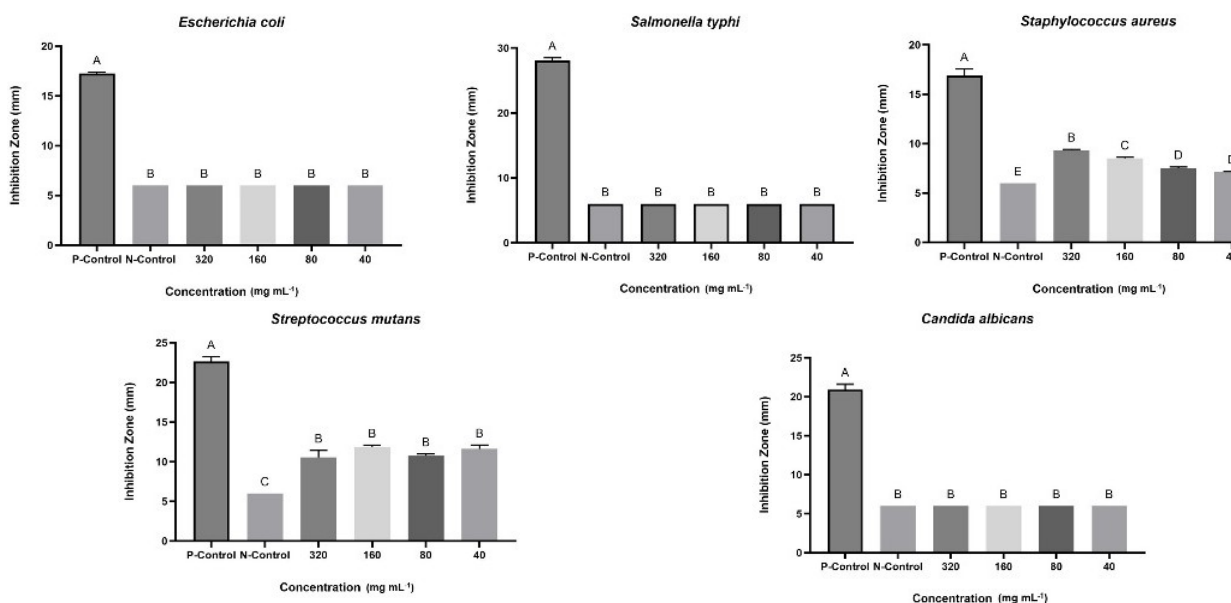 Escherichia coli
Inhibition Zone (mm)
20
15
10
5
0
A
B
B
B
B
B
P-Control N-Control 320 160 80 40
Concentration (mg mL⁻¹)
Salmonella typhi
Inhibition Zone (mm)
30
20
10
0
A
B
B
B
B
B
P-Control N-Control 320 160 80 40
Concentration (mg mL⁻¹)
Staphylococcus aureus
Inhibition Zone (mm)
20
15
10
5
0
A
E
B
C
D
P-Control N-Control 320 160 80
Concentration (mg mL⁻¹)
Streptococcus mutans
Inhibition Zone (mm)
25
20
15
10
5
0
A
C
B
B
B
B
P-Control N-Control 320 160 80 40
Concentration (mg mL⁻¹)
Candida albicans
Inhibition Zone (mm)
25
20
15
10
5
0
A
B
B
B
B
B
P-Control N-Control 320 160 80 40
Concentration (mg mL⁻¹)